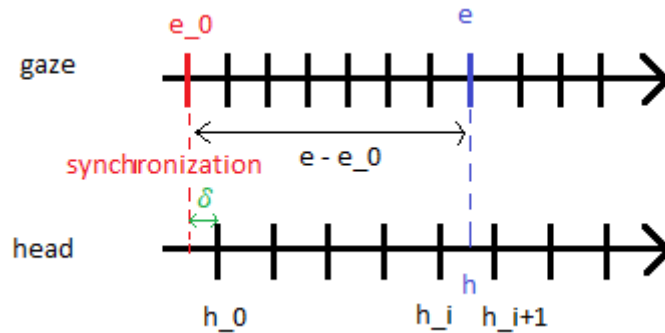 e_0
e
gaze
e - e_0
synchronization
δ
head
h
h_0
h_i
h_i+1